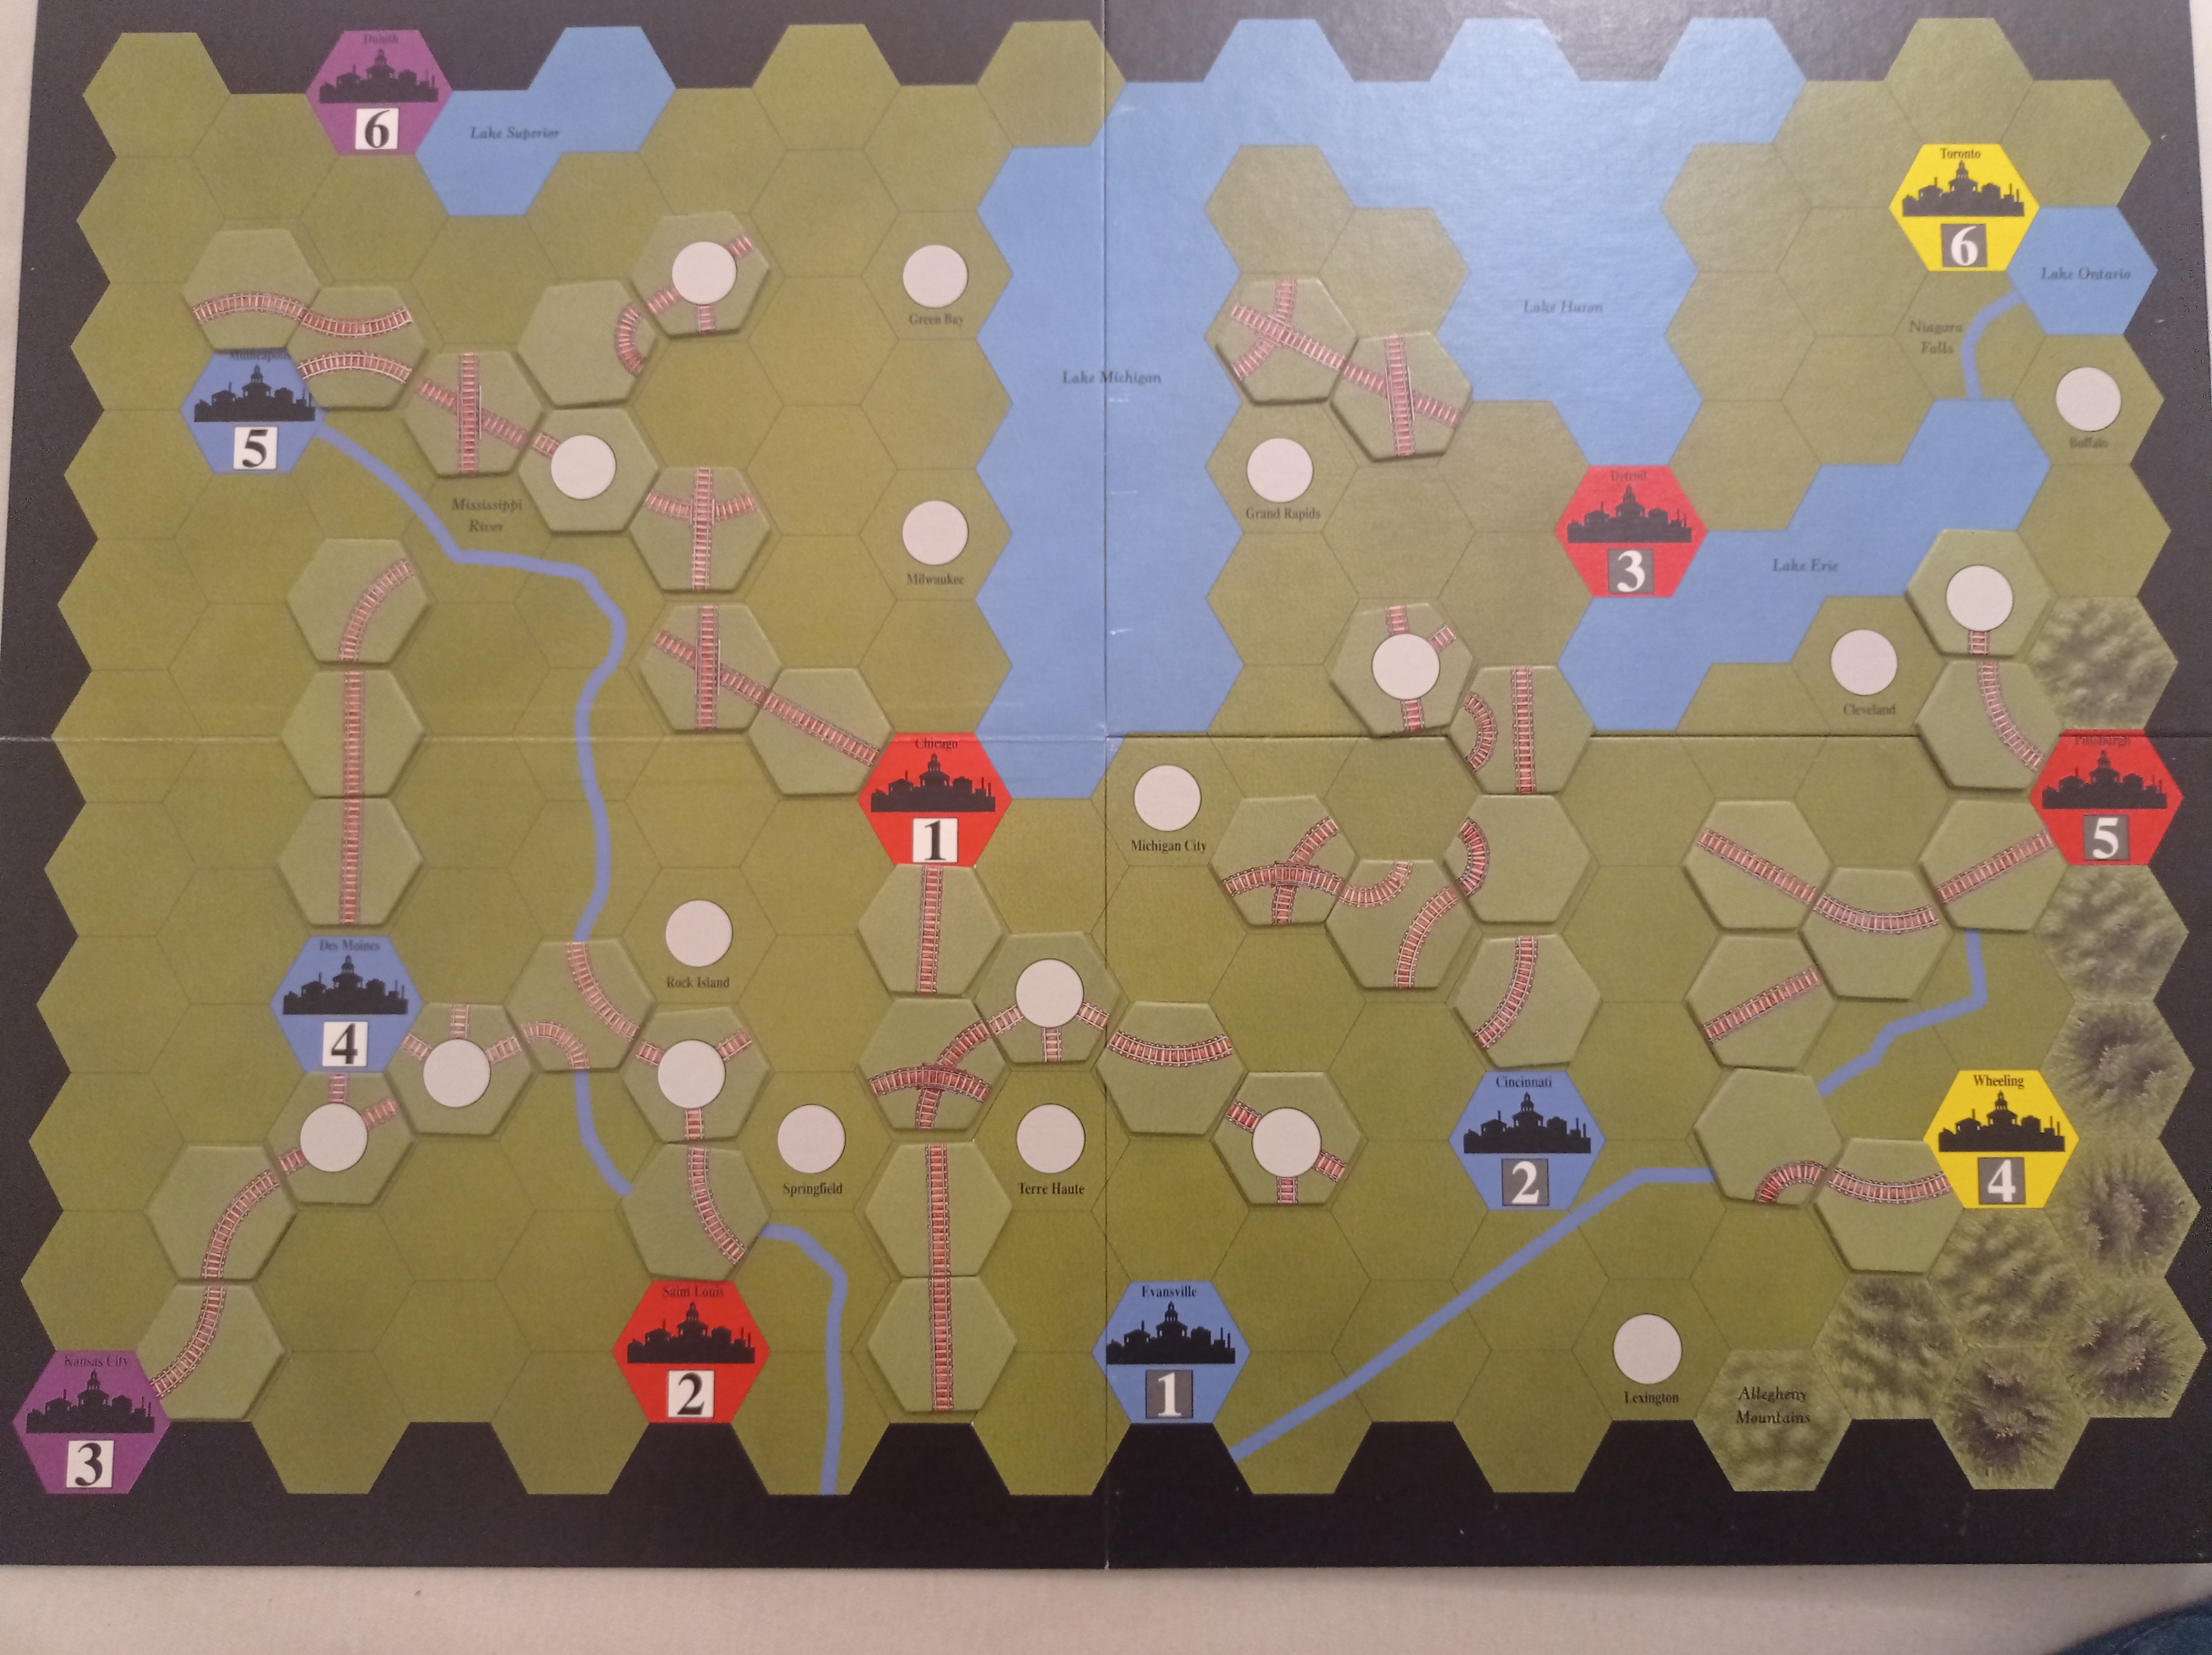 Duluth
6
Lake Superior
Toronto
6
Lake Ontario
Green Bay
Lake Huron
Niagara
Falls
Minneapolis
5
Lake Michigan
Buffalo
Mississippi
River
Grand Rapids
Detroit
3
Milwaukee
Lake Erie
Cleveland
Chicago
1
Michigan City
Pittsburgh
5
Des Moines
4
Rock Island
Cincinnati
2
Wheeling
4
Springfield
Terre Haute
Saint Louis
2
Evansville
1
Kansas City
3
Lexington
Allegheny
Mountains